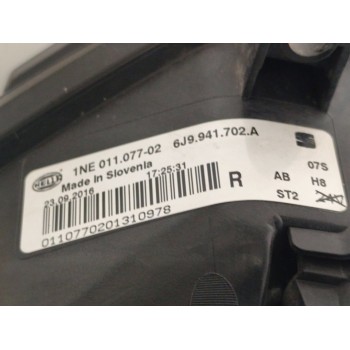 HELLA
1NE 011.077-02 6J9.941.702.A
Made in Slovenia
23.09.2016 17:25:31
R AB 07S
H8
ST2
0110770201310978